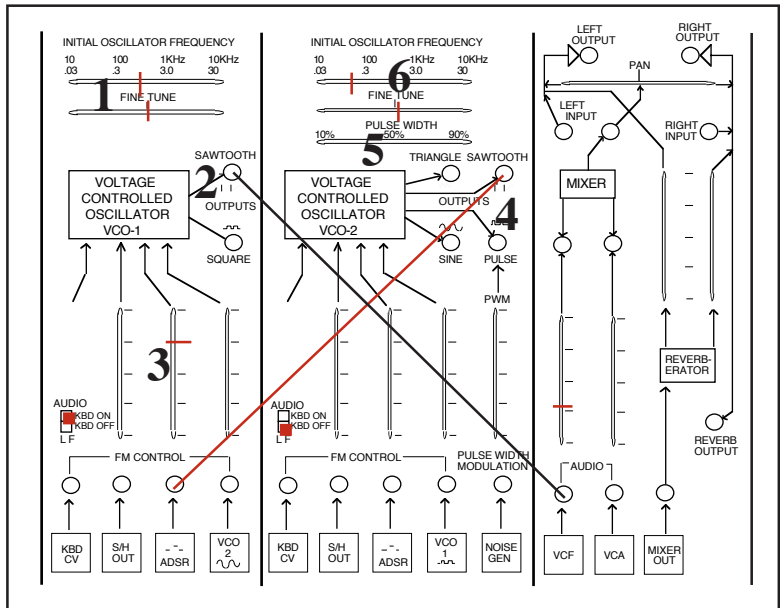 INITIAL OSCILLATOR FREQUENCY
10 100 1KHz 10KHz
.03 .3 3.0 30
1
FINE TUNE
2
SAWTOOTH
VOLTAGE
CONTROLLED
OSCILLATOR
VCO-1
OUTPUTS
SQUARE
3
AUDIO
KBD ON
KBD OFF
L F
FM CONTROL
KBD
CV
S/H
OUT
ADSR
VCO
2
INITIAL OSCILLATOR FREQUENCY
10 100 1KHz 10KHz
.03 .3 3.0 30
6
FINE TUNE
PULSE WIDTH
10% 50% 90%
5
TRIANGLE SAWTOOTH
VOLTAGE
CONTROLLED
OSCILLATOR
VCO-2
OUTPUTS
4
SINE PULSE
PWM
AUDIO
KBD ON
KBD OFF
L F
FM CONTROL
PULSE WIDTH
MODULATION
KBD
CV
S/H
OUT
ADSR
VCO
1
NOISE
GEN
LEFT
OUTPUT
RIGHT
OUTPUT
PAN
LEFT
INPUT
RIGHT
INPUT
MIXER
REVERB-
ERATOR
REVERB
OUTPUT
AUDIO
VCF
VCA
MIXER
OUT